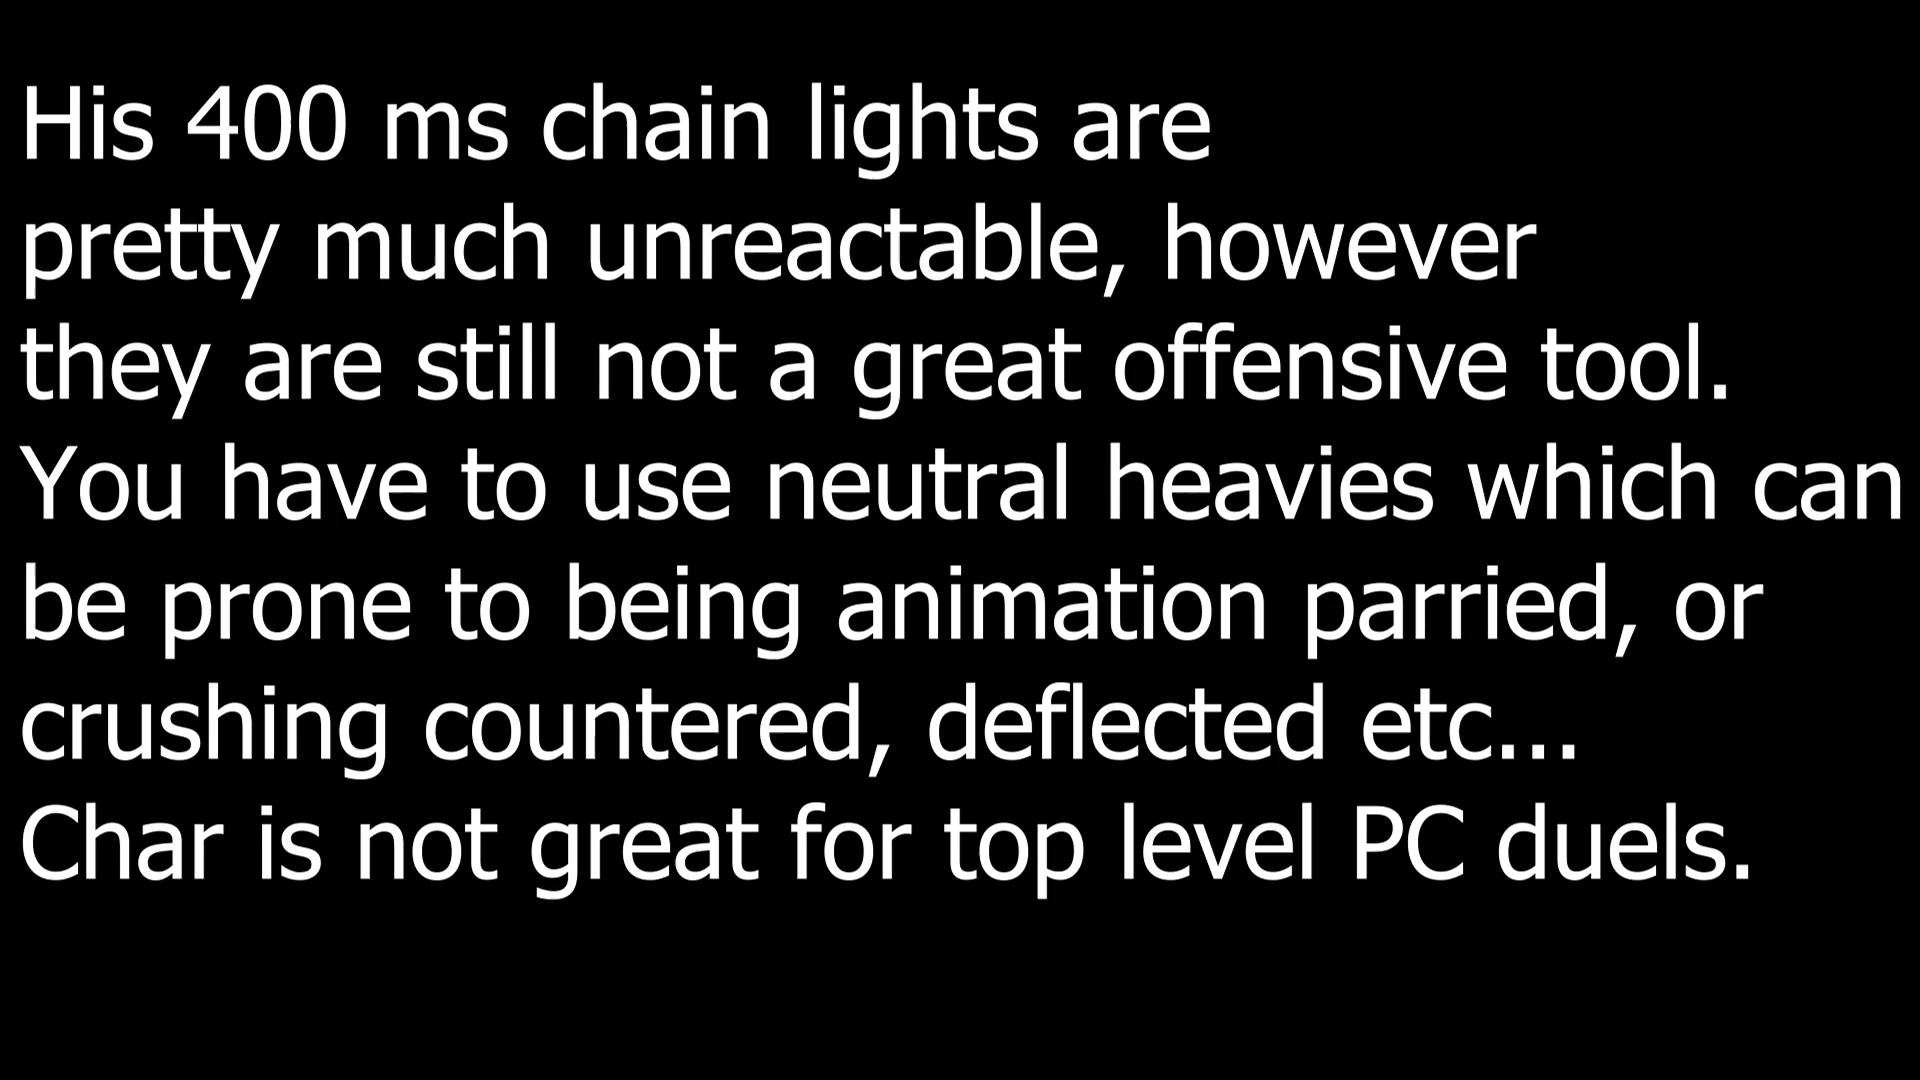 His 400 ms chain lights are
pretty much unreactable, however
they are still not a great offensive tool.
You have to use neutral heavies which can
be prone to being animation parried, or
crushing countered, deflected etc...
Char is not great for top level PC duels.